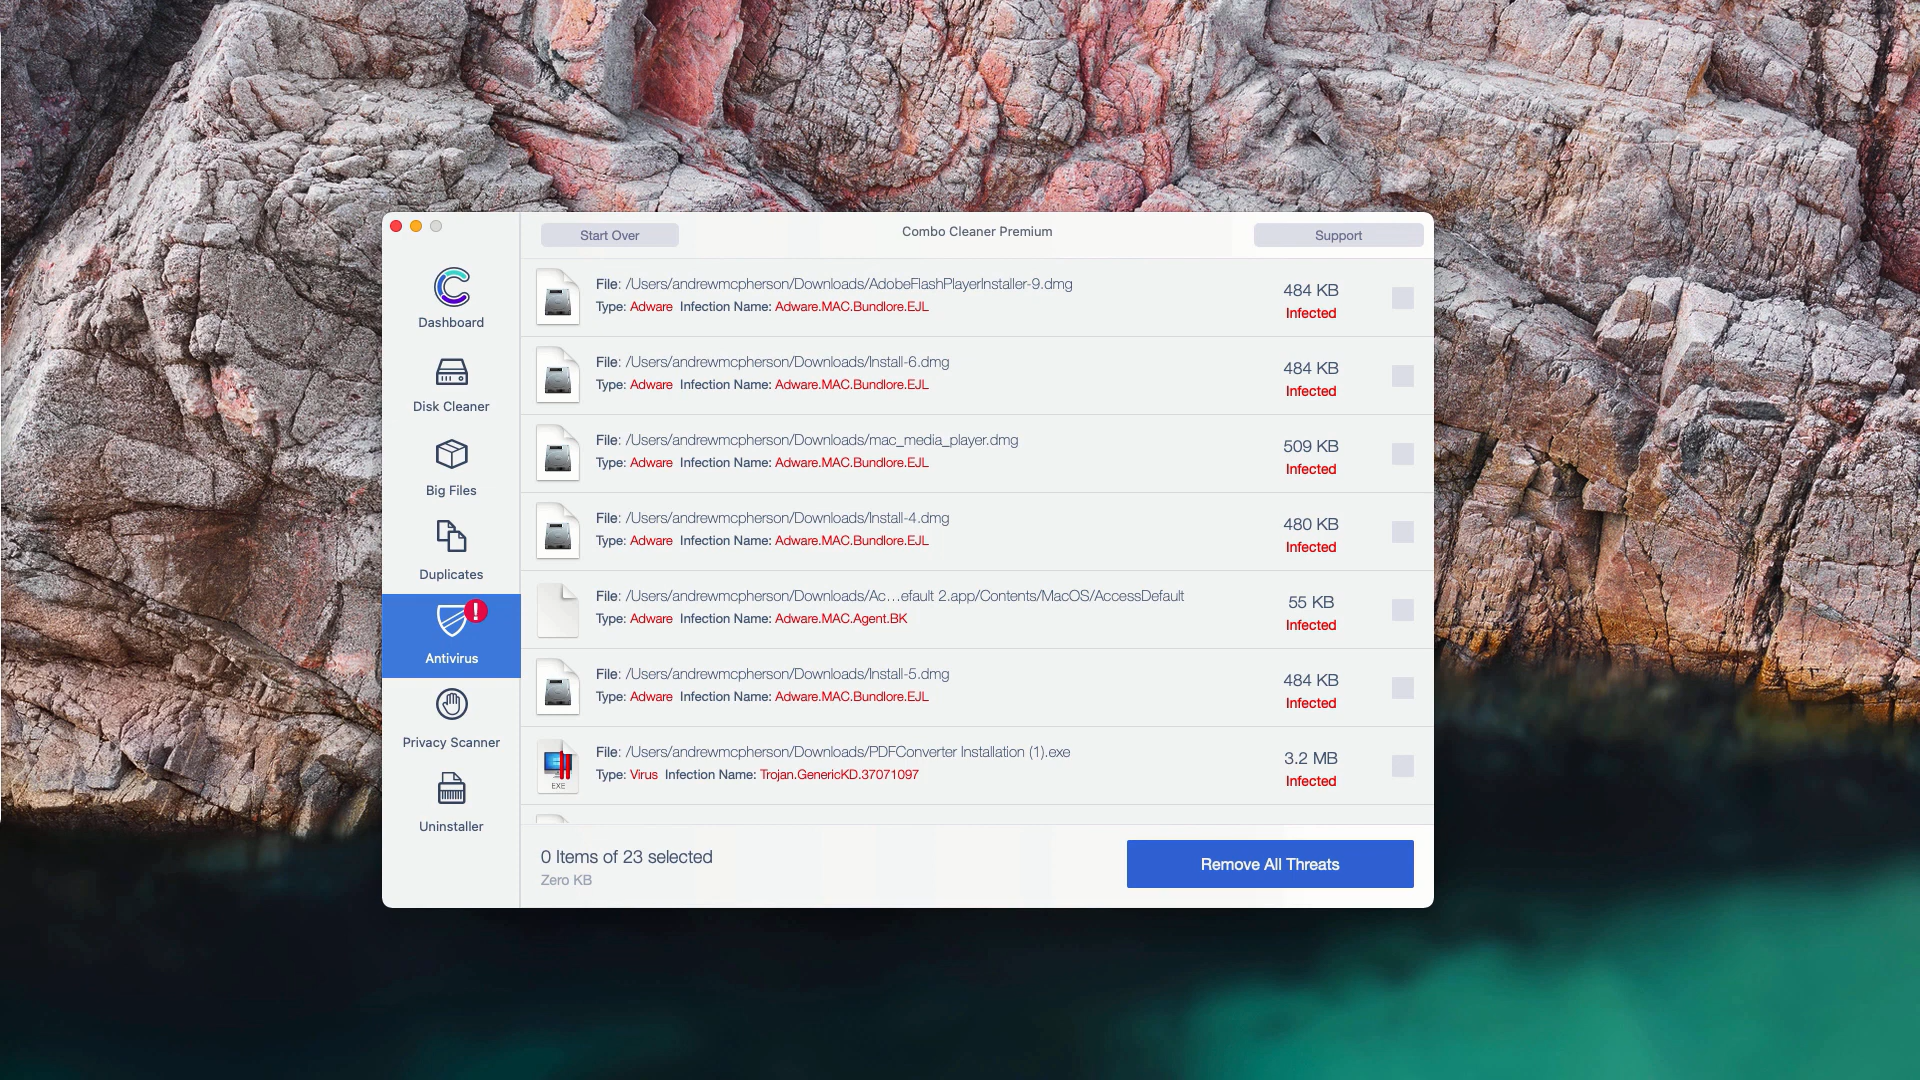 Start Over
Combo Cleaner Premium
Support
Dashboard
Disk Cleaner
Big Files
Duplicates
Antivirus
Privacy Scanner
Uninstaller
File: /Users/andrewmcpherson/Downloads/AdobeFlashPlayerInstaller-9.dmg
Type: Adware Infection Name: Adware.MAC.Bundlore.EJL
484 KB
Infected
File: /Users/andrewmcpherson/Downloads/Install-6.dmg
Type: Adware Infection Name: Adware.MAC.Bundlore.EJL
484 KB
Infected
File: /Users/andrewmcpherson/Downloads/mac_media_player.dmg
Type: Adware Infection Name: Adware.MAC.Bundlore.EJL
509 KB
Infected
File: /Users/andrewmcpherson/Downloads/Install-4.dmg
Type: Adware Infection Name: Adware.MAC.Bundlore.EJL
480 KB
Infected
File: /Users/andrewmcpherson/Downloads/Ac...efault 2.app/Contents/MacOS/AccessDefault
Type: Adware Infection Name: Adware.MAC.Agent.BK
55 KB
Infected
File: /Users/andrewmcpherson/Downloads/Install-5.dmg
Type: Adware Infection Name: Adware.MAC.Bundlore.EJL
484 KB
Infected
EXE
File: /Users/andrewmcpherson/Downloads/PDFConverter Installation (1).exe
Type: Virus Infection Name: Trojan.GenericKD.37071097
3.2 MB
Infected
0 Items of 23 selected
Zero KB
Remove All Threats